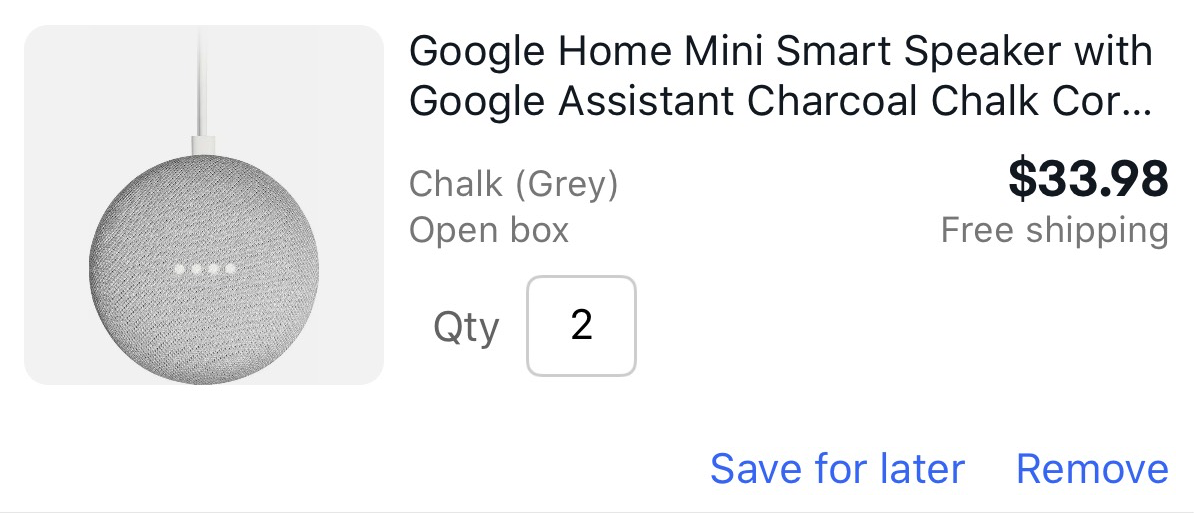 Google Home Mini Smart Speaker with
Google Assistant Charcoal Chalk Cor...
Chalk (Grey)
$33.98
Open box
Free shipping
Qty
2
Save for later
Remove